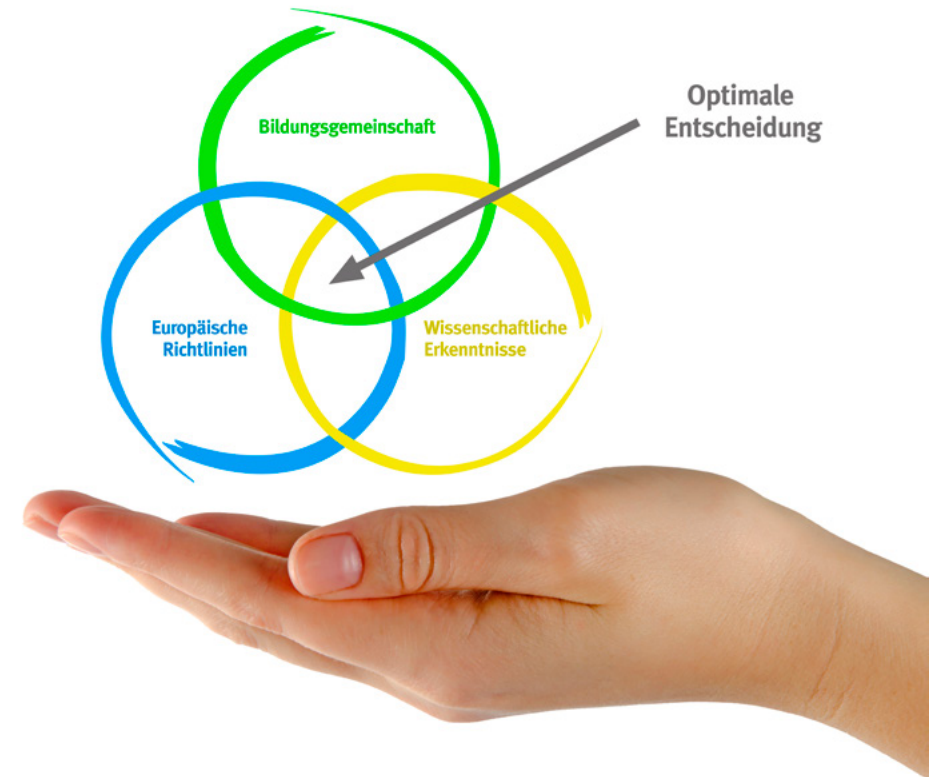 Optimale
Entscheidung
Bildungsgemeinschaft
Europäische
Richtlinien
Wissenschaftliche
Erkenntnisse